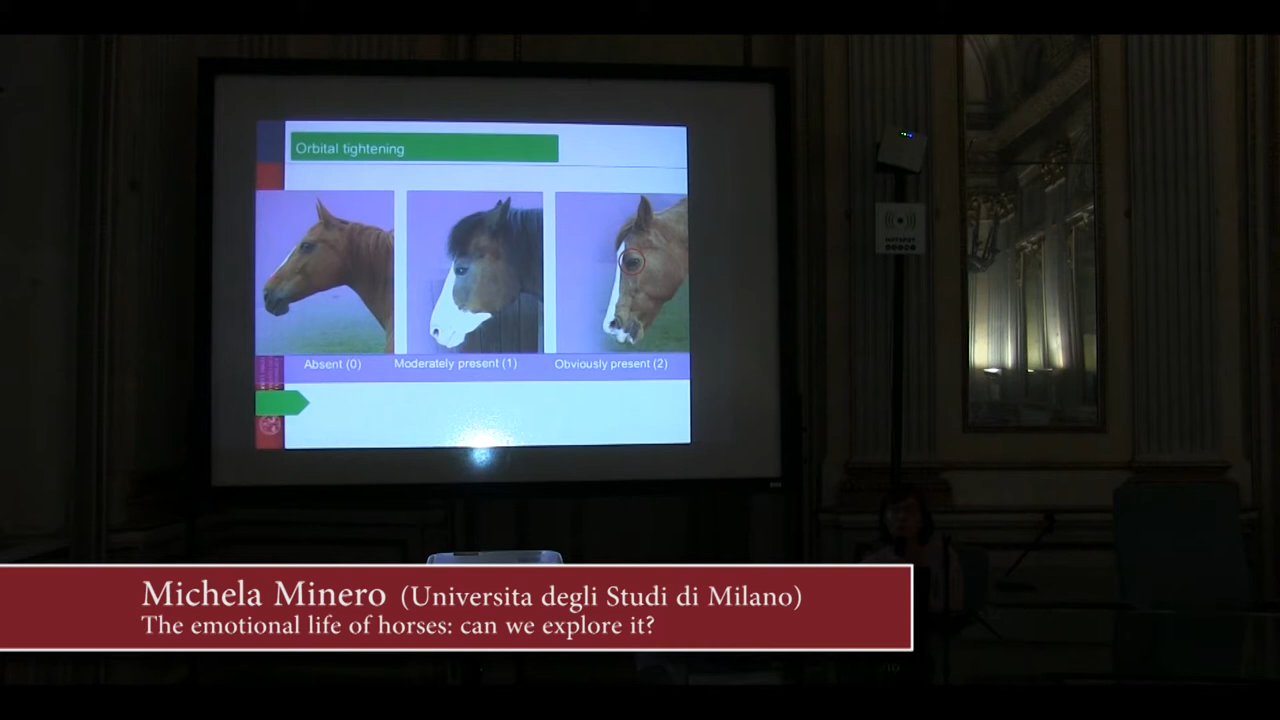 Orbital tightening
Absent (0)
Moderately present (1)
Obviously present (2)
HOTSPOT
Michela Minero (Universita degli Studi di Milano)
The emotional life of horses: can we explore it?